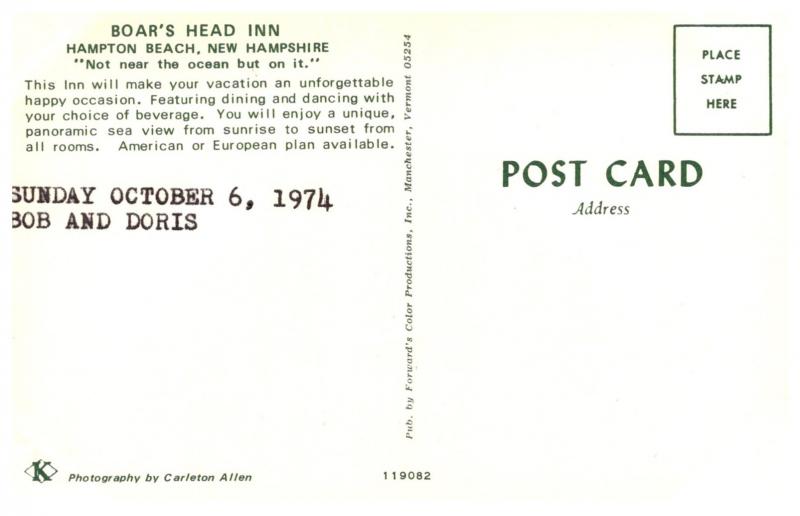 BOAR'S HEAD INN
HAMPTON BEACH, NEW HAMPSHIRE
"Not near the ocean but on it."
This Inn will make your vacation an unforgettable
happy occasion. Featuring dining and dancing with
your choice of beverage. You will enjoy a unique,
panoramic sea view from sunrise to sunset from
all rooms. American or European plan available.
SUNDAY OCTOBER 6, 1974
BOB AND DORIS
Pub. by Forward's Color Productions, Inc., Manchester, Vermont 05254
PLACE
STAMP
HERE
POST CARD
Address
K
Photography by Carleton Allen
119082